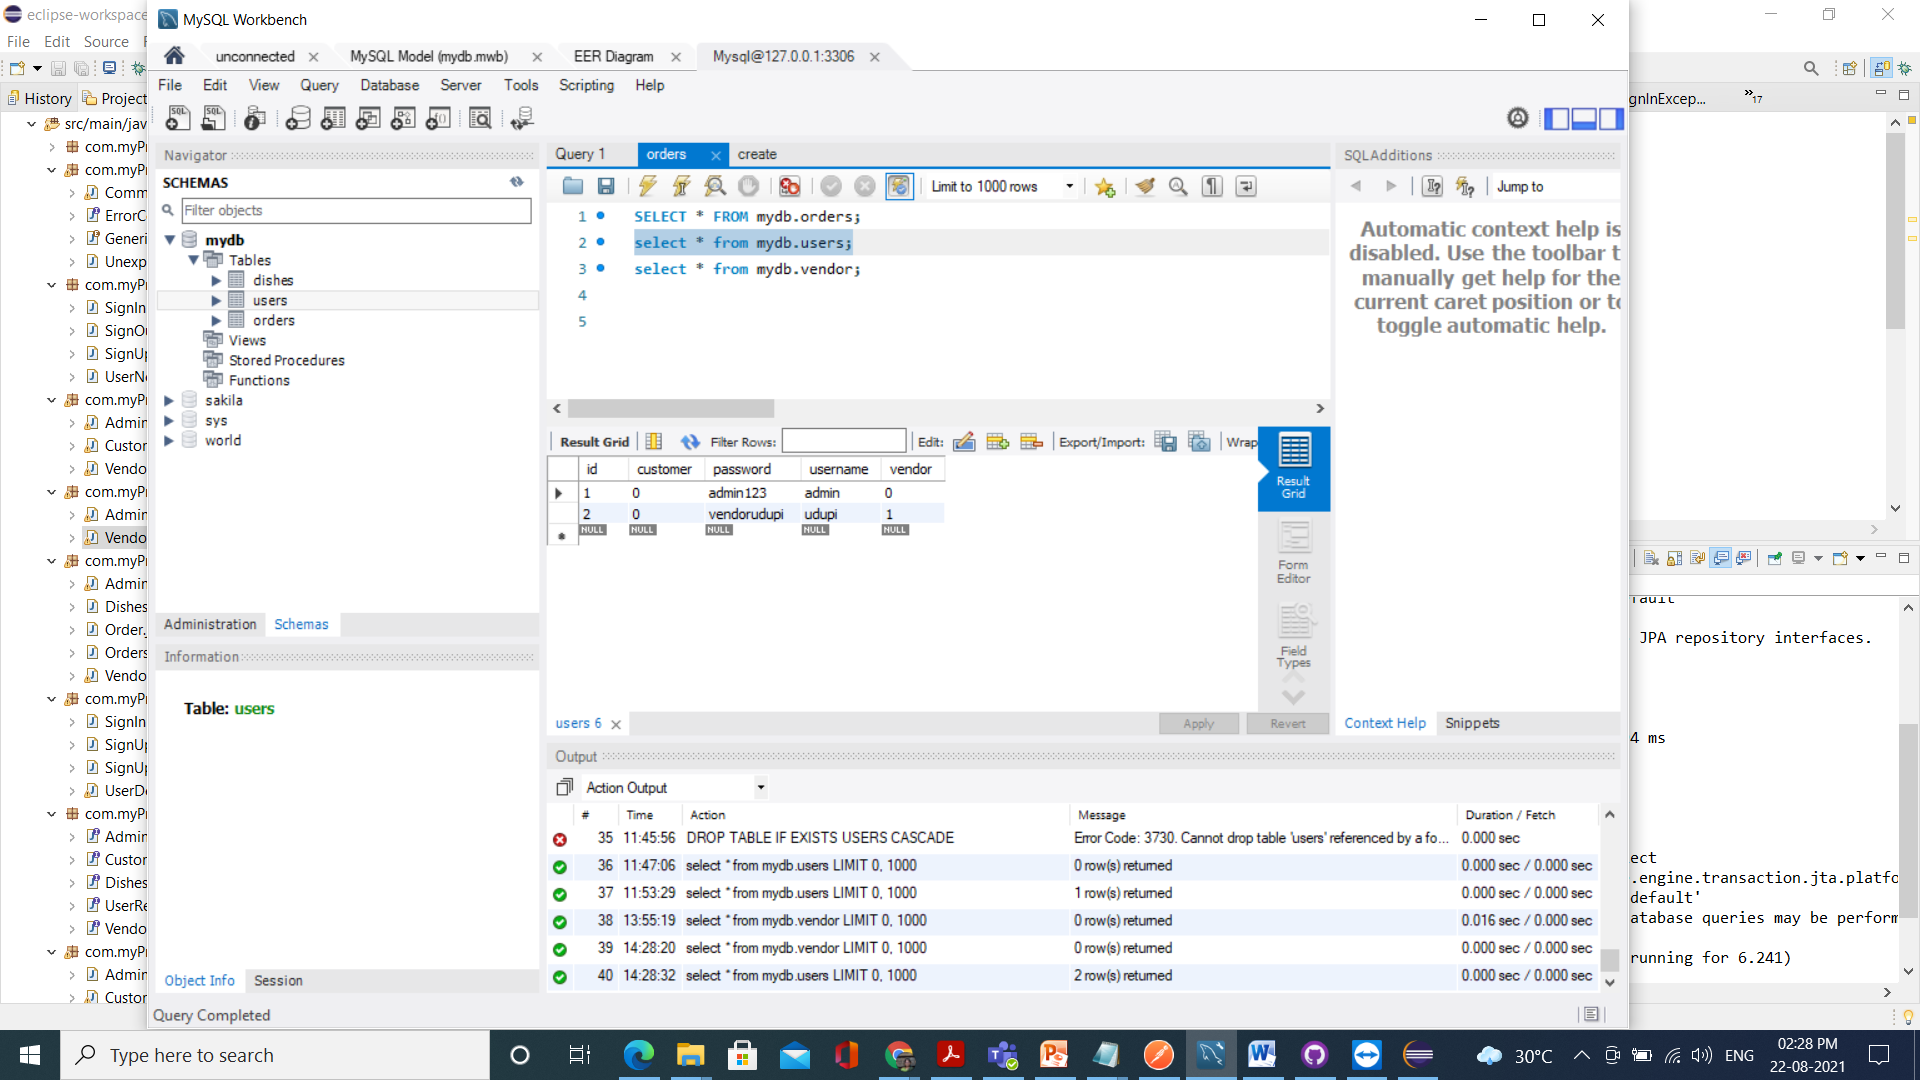 eclipse-workspace
File Edit Source
History Project
src/main/jav
com.myPr
com.myPr
Comm
ErrorC
Generi
Unexp
com.myPr
SignIn
SignOu
SignUp
UserNo
com.myPr
Admin
Custor
Vendo
com.myPr
Admin
Vendo
com.myPr
Admin
Dishes
Order.
Orders
Vendo
com.myPr
SignIn
SignUp
SignUp
UserDe
com.myPr
Admin
Custor
Dishes
UserRe
Vendo
com.myPr
Admin
Custor
MySQL Workbench
unconnected
MySQL Model (mydb.mwb)
EER Diagram
Mysql@127.0.0.1:3306
File Edit View Query Database Server Tools Scripting Help
Navigator
SCHEMAS
Filter objects
mydb
Tables
dishes
users
orders
Views
Stored Procedures
Functions
sakila
sys
world
Administration Schemas
Information
Table: users
Object Info Session
Query Completed
Query 1 orders create
Limit to 1000 rows
1 SELECT * FROM mydb.orders;
2 select * from mydb.users;
3 select * from mydb.vendor;
4
5
Result Grid Filter Rows: Edit: Export/Import: Wrap
id customer password username vendor
1 0 admin123 admin 0
2 0 vendorudupi udupi 1
NULL NULL NULL NULL NULL
Result Grid
Form Editor
Field Types
users 6
Apply Revert
SQLAdditions
Jump to
Automatic context help is
disabled. Use the toolbar t
manually get help for the
current caret position or to
toggle automatic help.
Context Help Snippets
Output
Action Output
# Time Action Message Duration / Fetch
35 11:45:56 DROP TABLE IF EXISTS USERS CASCADE Error Code: 3730. Cannot drop table 'users' referenced by a fo... 0.000 sec
36 11:47:06 select * from mydb.users LIMIT 0, 1000 0 row(s) returned 0.000 sec / 0.000 sec
37 11:53:29 select * from mydb.users LIMIT 0, 1000 1 row(s) returned 0.000 sec / 0.000 sec
38 13:55:19 select * from mydb.vendor LIMIT 0, 1000 0 row(s) returned 0.016 sec / 0.000 sec
39 14:28:20 select * from mydb.vendor LIMIT 0, 1000 0 row(s) returned 0.000 sec / 0.000 sec
40 14:28:32 select * from mydb.users LIMIT 0, 1000 2 row(s) returned 0.000 sec / 0.000 sec
gnInExcep...
17
JPA repository interfaces.
4 ms
ect
.engine.transaction.jta.platfo
default'
atabase queries may be perform
running for 6.241)
Type here to search
30°C
ENG
02:28 PM
22-08-2021